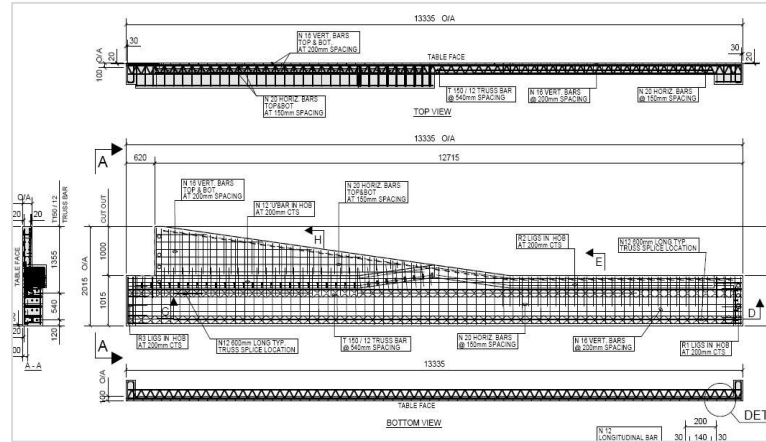 13335 O/A
30
20
100 O/A
N 16 VERT. BARS
TOP & BOT.
AT 200mm SPACING
TABLE FACE
30
20
N 20 HORIZ. BARS
TOP&BOT
AT 150mm SPACING
T 150 / 12 TRUSS BAR
@ 540mm SPACING
N 16 VERT. BARS
@ 200mm SPACING
N 20 HORIZ. BARS
@ 150mm SPACING
TOP VIEW
13335 O/A
A
620
12715
O/A
20
20
T150 / 12
TRUSS BAR
TABLE FACE
1355
540
120
A - A
2015 O/A
CUT OUT
1000
1015
N 16 VERT. BARS
TOP & BOT.
AT 200mm SPACING
N 12 'U'BAR IN HOB
AT 200mm CTS
N 20 HORIZ. BARS
TOP&BOT
AT 150mm SPACING
H
R2 LIGS IN HOB
AT 200mm CTS
E
N12 600mm LONG TYP.
TRUSS SPLICE LOCATION
D
A
R3 LIGS IN HOB
AT 200mm CTS
N12 600mm LONG TYP.
TRUSS SPLICE LOCATION
T 150 / 12 TRUSS BAR
@ 540mm SPACING
N 20 HORIZ. BARS
@ 150mm SPACING
N 16 VERT. BARS
@ 200mm SPACING
R1 LIGS IN HOB
AT 200mm CTS
13335
100 O/A
TABLE FACE
BOTTOM VIEW
DET
N 12
LONGITUDINAL BAR
200
30
140
30